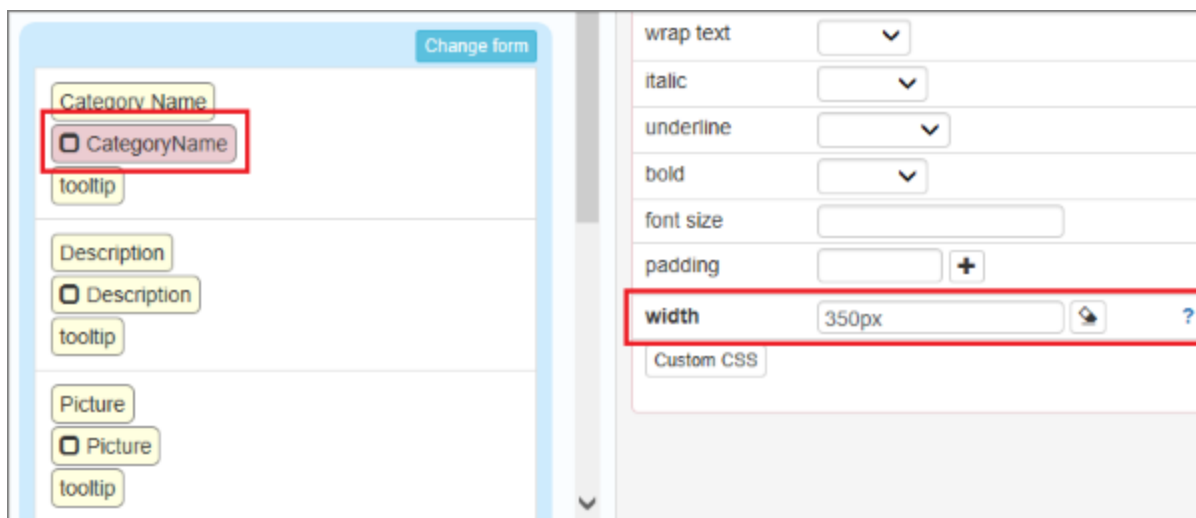 Change form
Category Name
CategoryName
tooltip
Description
Description
tooltip
Picture
Picture
tooltip
wrap text
italic
underline
bold
font size
padding
width 350px ?
Custom CSS